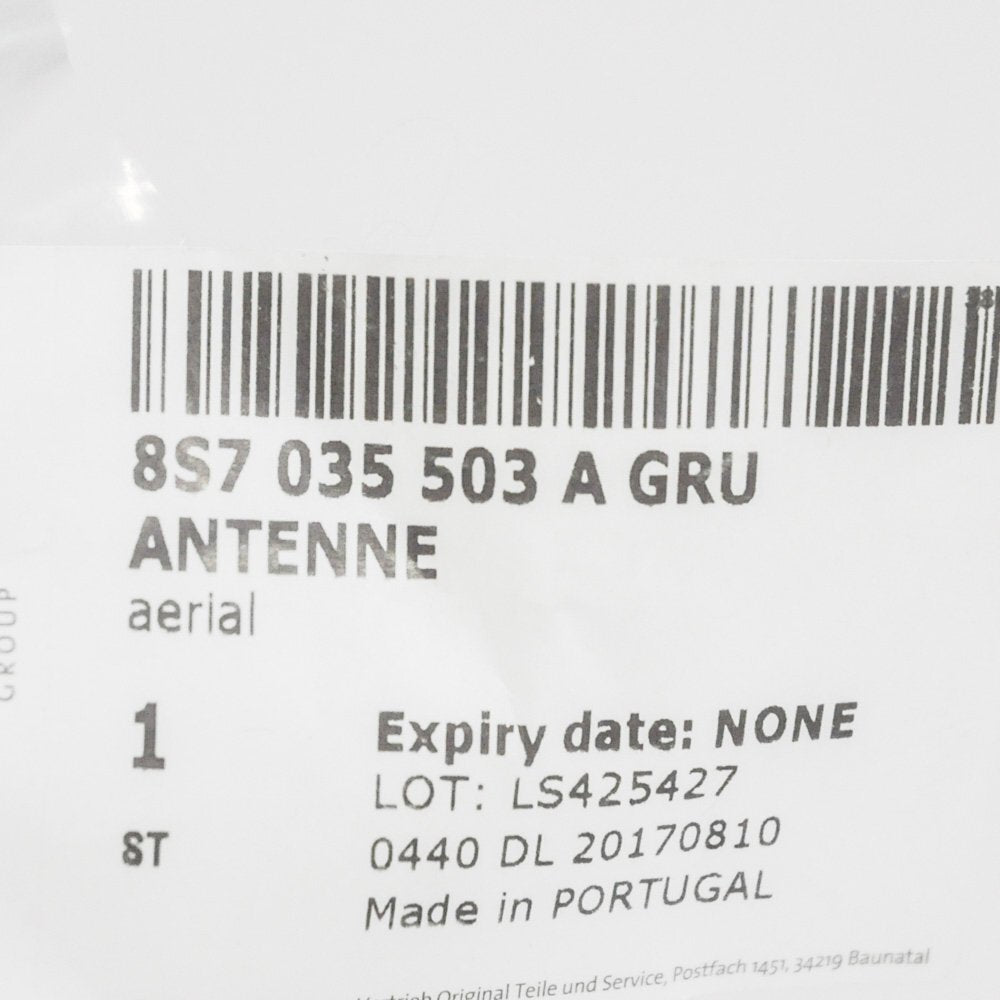 8S7 035 503 A GRU
ANTENNE
aerial
GROUP
1
Expiry date: NONE
LOT: LS425427
ST
0440 DL 20170810
Made in PORTUGAL
Original Teile und Service, Postfach 1451, 34219 Baunatal